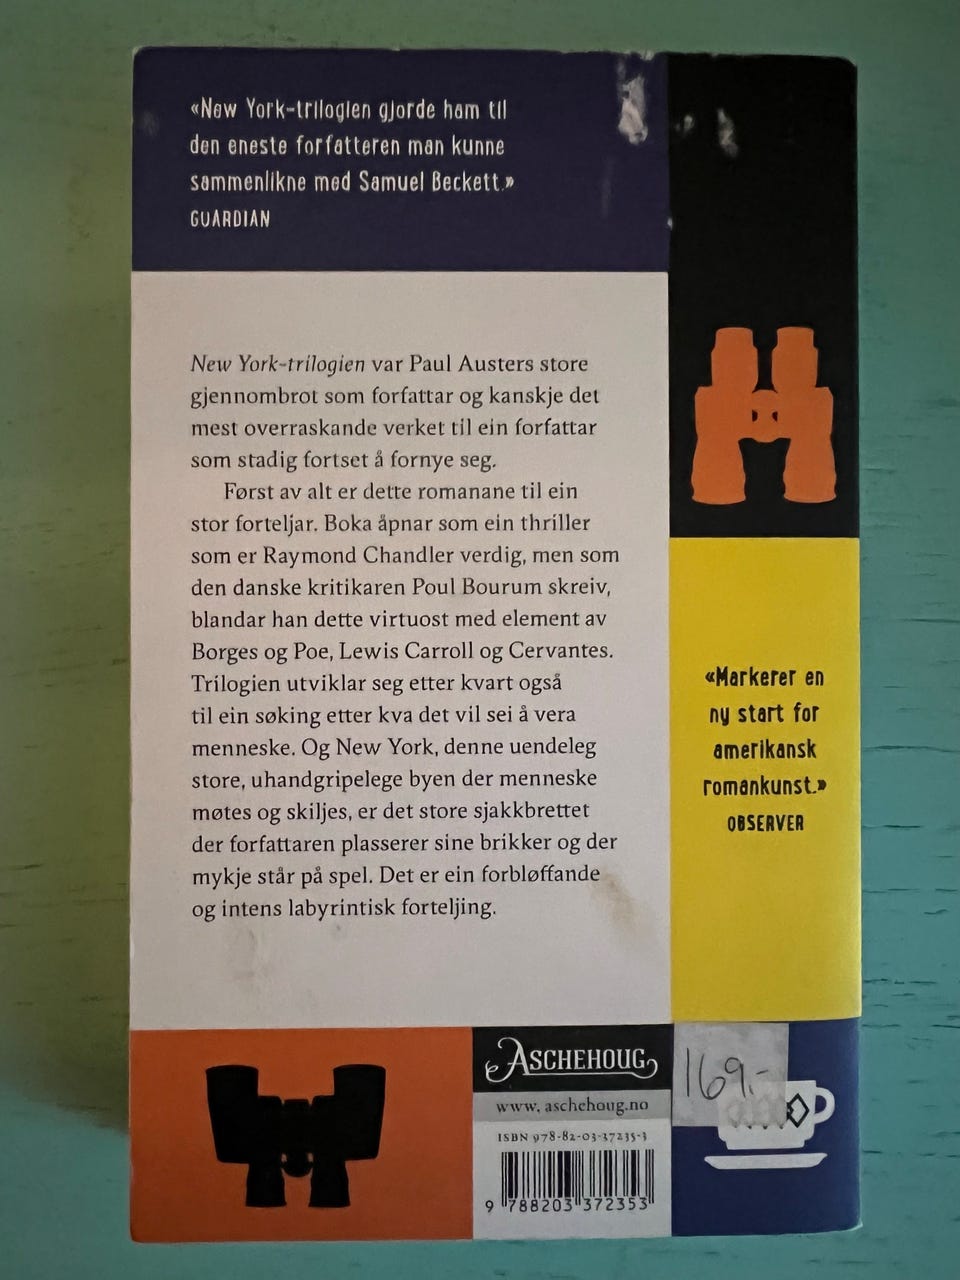 «New York-trilogien gjorde ham til
den eneste forfatteren man kunne
sammenlikne med Samuel Beckett.»
GUARDIAN
New York-trilogien var Paul Austers store
gjennombrot som forfattar og kanskje det
mest overraskande verket til ein forfattar
som stadig fortset å fornye seg.
Først av alt er dette romanane til ein
stor forteljar. Boka åpnar som ein thriller
som er Raymond Chandler verdig, men som
den danske kritikaren Poul Bourum skreiv,
blandar han dette virtuost med element av
Borges og Poe, Lewis Carroll og Cervantes.
Trilogien utviklar seg etter kvart også
til ein søking etter kva det vil sei å vera
menneske. Og New York, denne uendeleg
store, uhandgripelege byen der menneske
møtes og skiljes, er det store sjakkbrettet
der forfattaren plasserer sine brikker og der
mykje står på spel. Det er ein forbløffande
og intens labyrintisk forteljing.
«Markerer en
ny start for
amerikansk
romankunst.»
OBSERVER
ASCHEHOUG
www. aschehoug.no
ISBN 978-82-03-37235-3
9 788203 372353
169.-